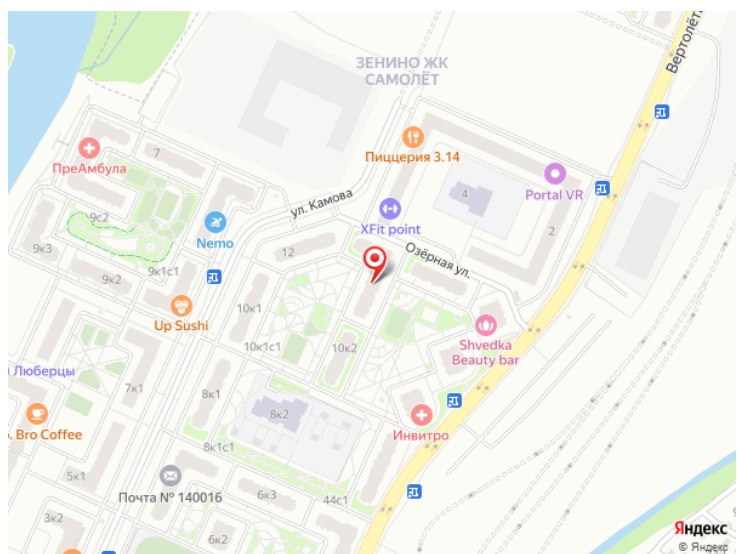 Вертолёт
ЗЕНИНО ЖК
САМОЛЁТ
ПреАмбула
7
Пиццерия 3.14
4
Portal VR
ул. Камова
9с2
Nemo
XFit point
2
9к3
9к2
9к1с1
12
Озёрная ул.
Up Sushi
10к1
10к1с1
10к2
Shvedka
Beauty bar
Люберцы
7к1
8к1
8к2
. Bro Coffee
Инвитро
8к1с1
5к1
Почта № 140016
6к3
44с1
3к2
6к2
Яндекс
© Яндекс